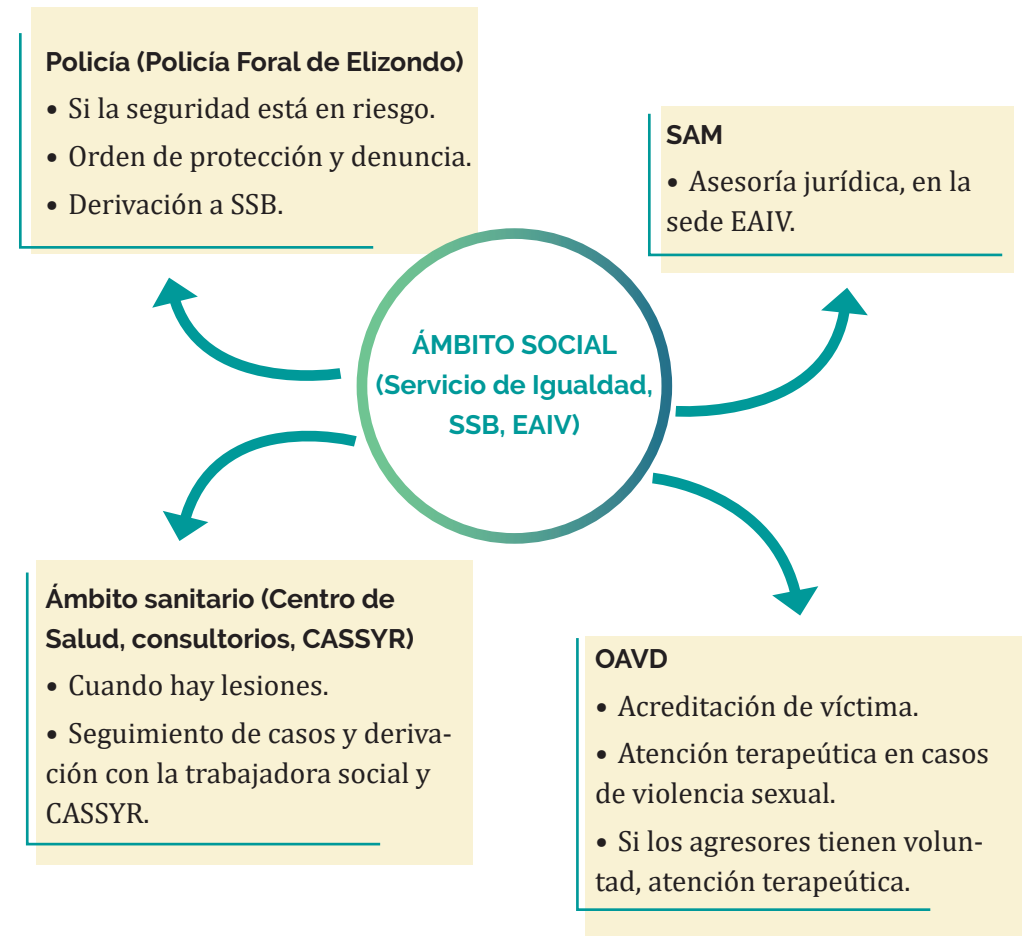 Policía (Policía Foral de Elizondo)
• Si la seguridad está en riesgo.
• Orden de protección y denuncia.
• Derivación a SSB.
SAM
• Asesoría jurídica, en la
sede EAIV.
ÁMBITO SOCIAL
(Servicio de Igualdad,
SSB, EAIV)
Ámbito sanitario (Centro de
Salud, consultorios, CASSYR)
• Cuando hay lesiones.
• Seguimiento de casos y deriva-
ción con la trabajadora social y
CASSYR.
OAVD
• Acreditación de víctima.
• Atención terapeútica en casos
de violencia sexual.
• Si los agresores tienen volun-
tad, atención terapeútica.